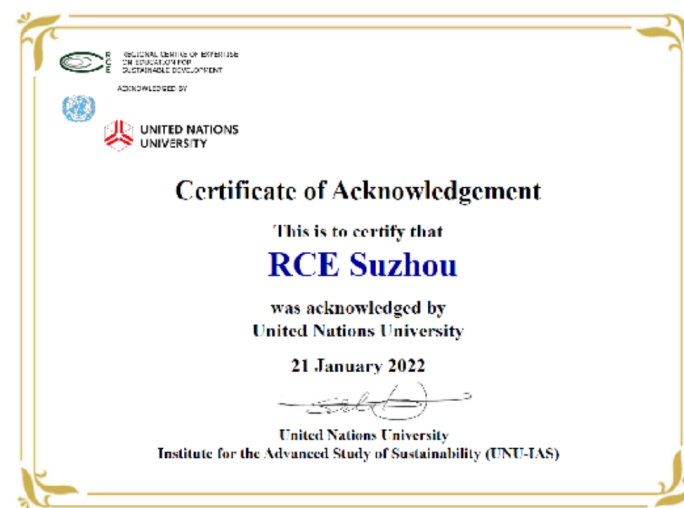 RCE
REGIONAL CENTRE OF EXPERTISE
ON EDUCATION FOR
SUSTAINABLE DEVELOPMENT
ACKNOWLEDGED BY
UNITED NATIONS
UNIVERSITY
Certificate of Acknowledgement
This is to certify that
RCE Suzhou
was acknowledged by
United Nations University
21 January 2022
United Nations University
Institute for the Advanced Study of Sustainability (UNU-IAS)